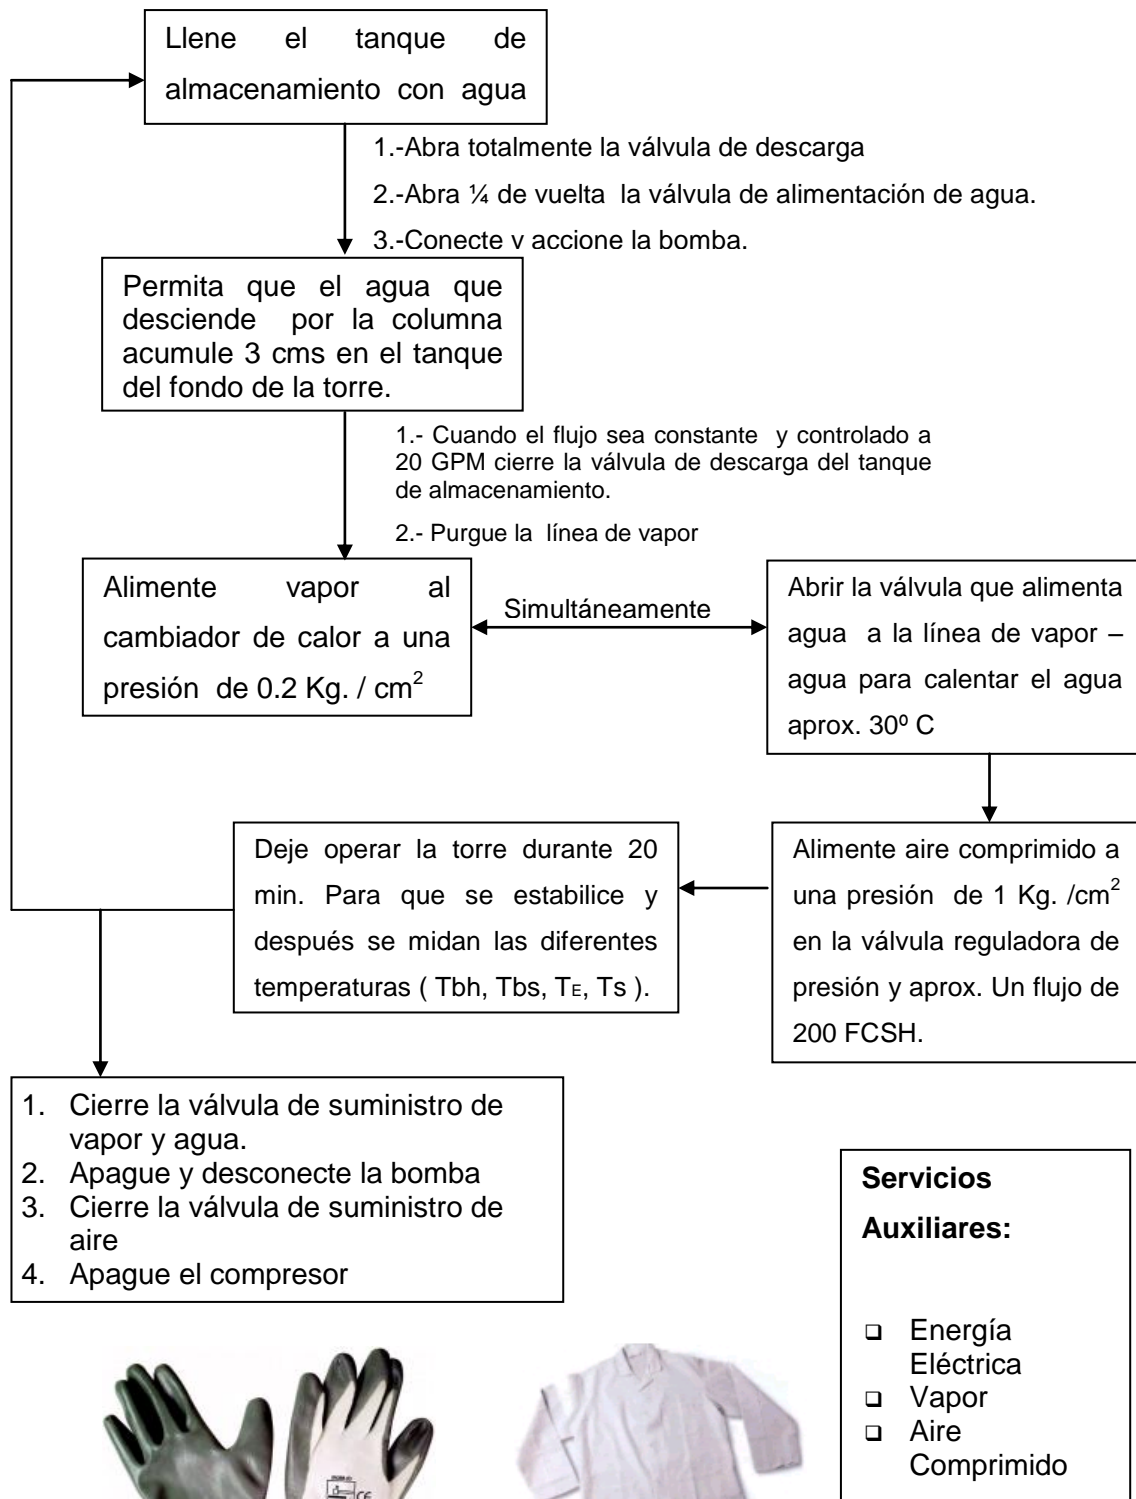 Llene el tanque de
almacenamiento con agua
1.-Abra totalmente la válvula de descarga
2.-Abra ¼ de vuelta la válvula de alimentación de agua.
3.-Conecte y accione la bomba.
Permita que el agua que
desciende por la columna
acumule 3 cms en el tanque
del fondo de la torre.
1.- Cuando el flujo sea constante y controlado a
20 GPM cierre la válvula de descarga del tanque
de almacenamiento.
2.- Purgue la línea de vapor
Alimente vapor al
cambiador de calor a una
presión de 0.2 Kg. / cm²
Simultáneamente
Abrir la válvula que alimenta
agua a la línea de vapor –
agua para calentar el agua
aprox. 30º C
Alimente aire comprimido a
una presión de 1 Kg. /cm²
en la válvula reguladora de
presión y aprox. Un flujo de
200 FCSH.
Deje operar la torre durante 20
min. Para que se estabilice y
después se midan las diferentes
temperaturas ( Tbh, Tbs, TE, Ts ).
1. Cierre la válvula de suministro de
vapor y agua.
2. Apague y desconecte la bomba
3. Cierre la válvula de suministro de
aire
4. Apague el compresor
Servicios
Auxiliares:
❑ Energía
Eléctrica
❑ Vapor
❑ Aire
Comprimido
CE